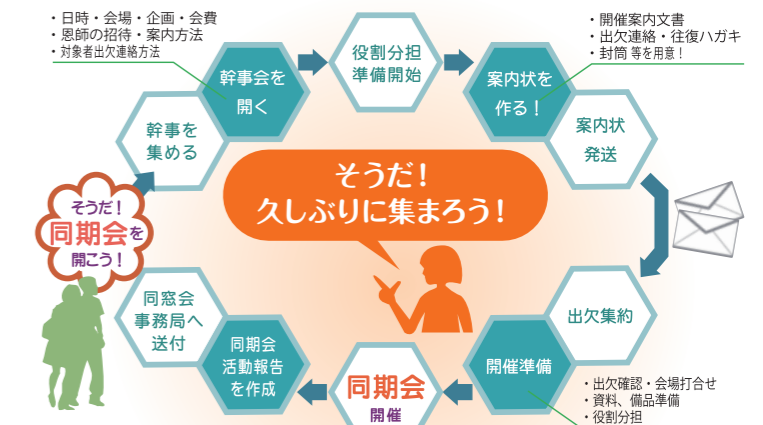 ・日時・会場・企画・会費
・恩師の招待・案内方法
・対象者出欠連絡方法
・開催案内文書
・出欠連絡・往復ハガキ
・封筒 等を用意！
役割分担
準備開始
幹事会を
開く
案内状を
作る！
幹事を
集める
案内状
発送
そうだ！
久しぶりに集まろう！
そうだ！
同期会を
開こう！
同窓会
事務局へ
送付
出欠集約
同期会
活動報告
を作成
同期会
開催
開催準備
・出欠確認・会場打合せ
・資料、備品準備
・役割分担